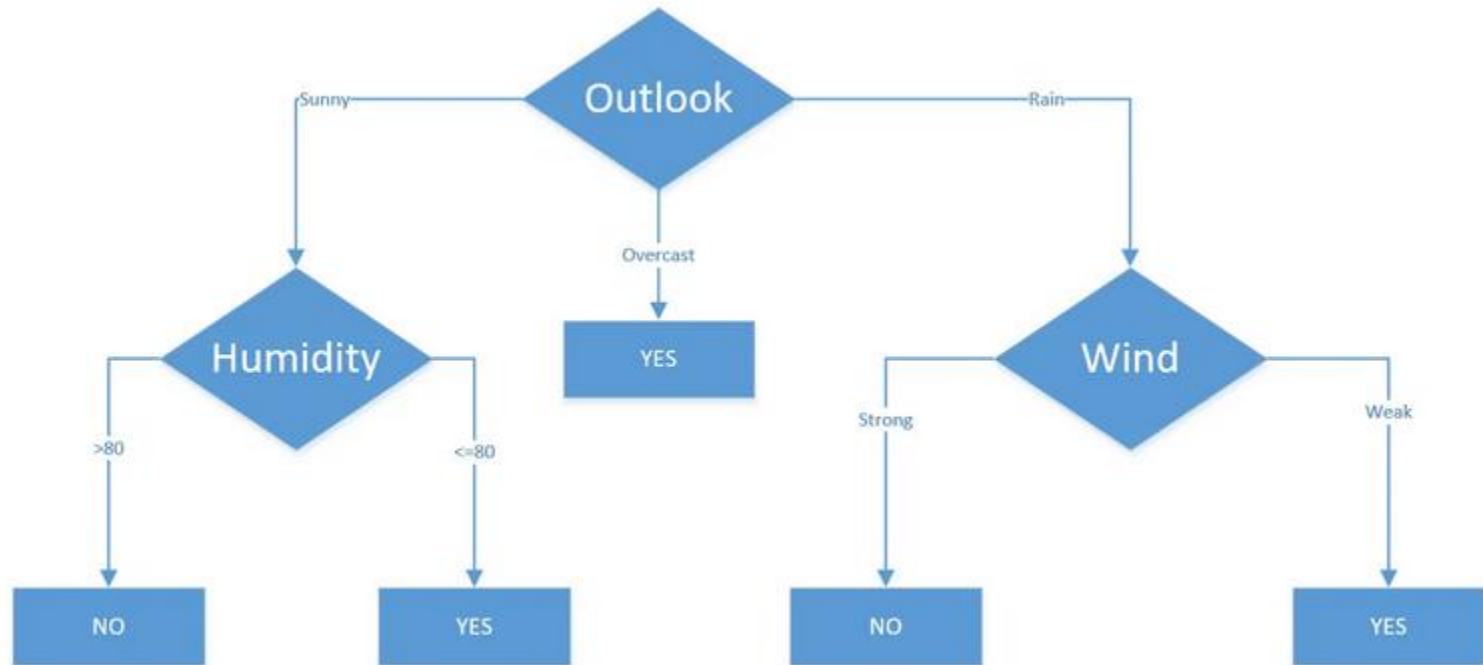 Outlook
Sunny
Rain
Overcast
Humidity
YES
Wind
>80
<=80
Strong
Weak
NO
YES
NO
YES